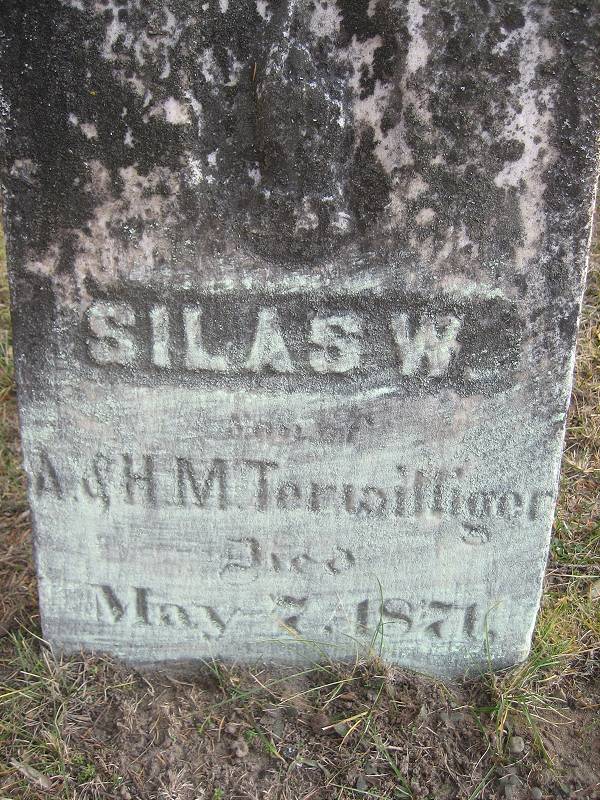 SILAS W.
Son of
A. & H.M. Terwilliger
Died
May 7, 1871,